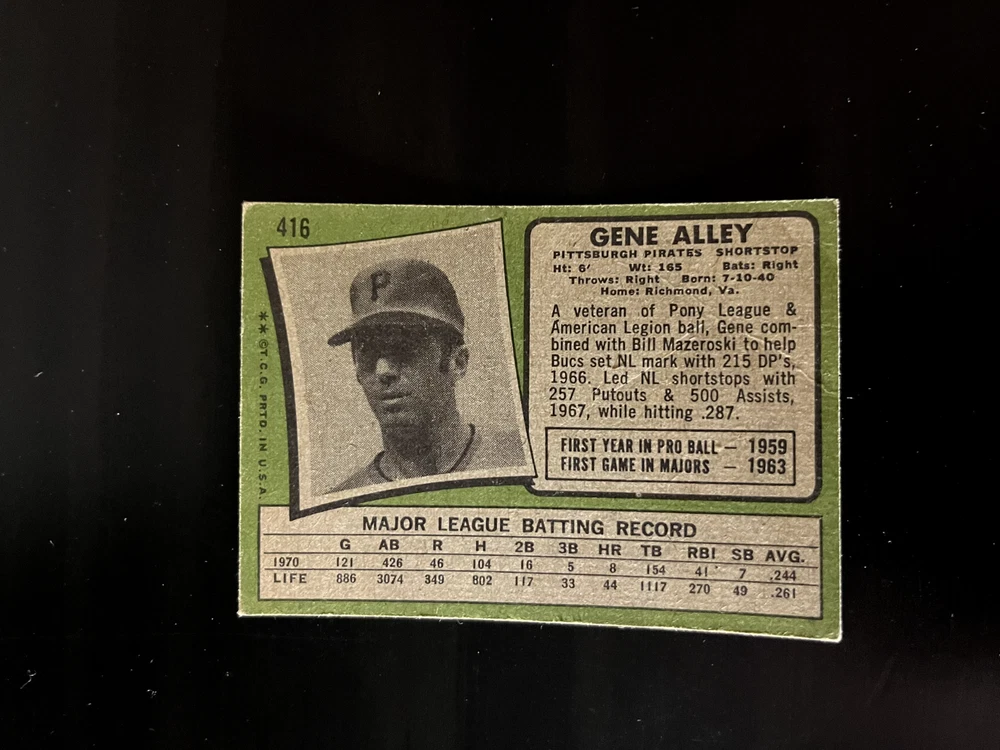 416
P
GENE ALLEY
PITTSBURGH PIRATES SHORTSTOP
Ht: 6' Wt: 165 Bats: Right
Throws: Right Born: 7-10-40
Home: Richmond, Va.
A veteran of Pony League &
American Legion ball, Gene com-
bined with Bill Mazeroski to help
Bucs set NL mark with 215 DP's,
1966. Led NL shortstops with
257 Putouts & 500 Assists,
1967, while hitting .287.
FIRST YEAR IN PRO BALL — 1959
FIRST GAME IN MAJORS — 1963
** ©T.C.G. PRTD. IN U.S.A.
MAJOR LEAGUE BATTING RECORD
G AB R H 2B 3B HR TB RBI SB AVG.
1970 121 426 46 104 16 5 8 154 41 7 .244
LIFE 886 3074 349 802 117 33 44 1117 270 49 .261